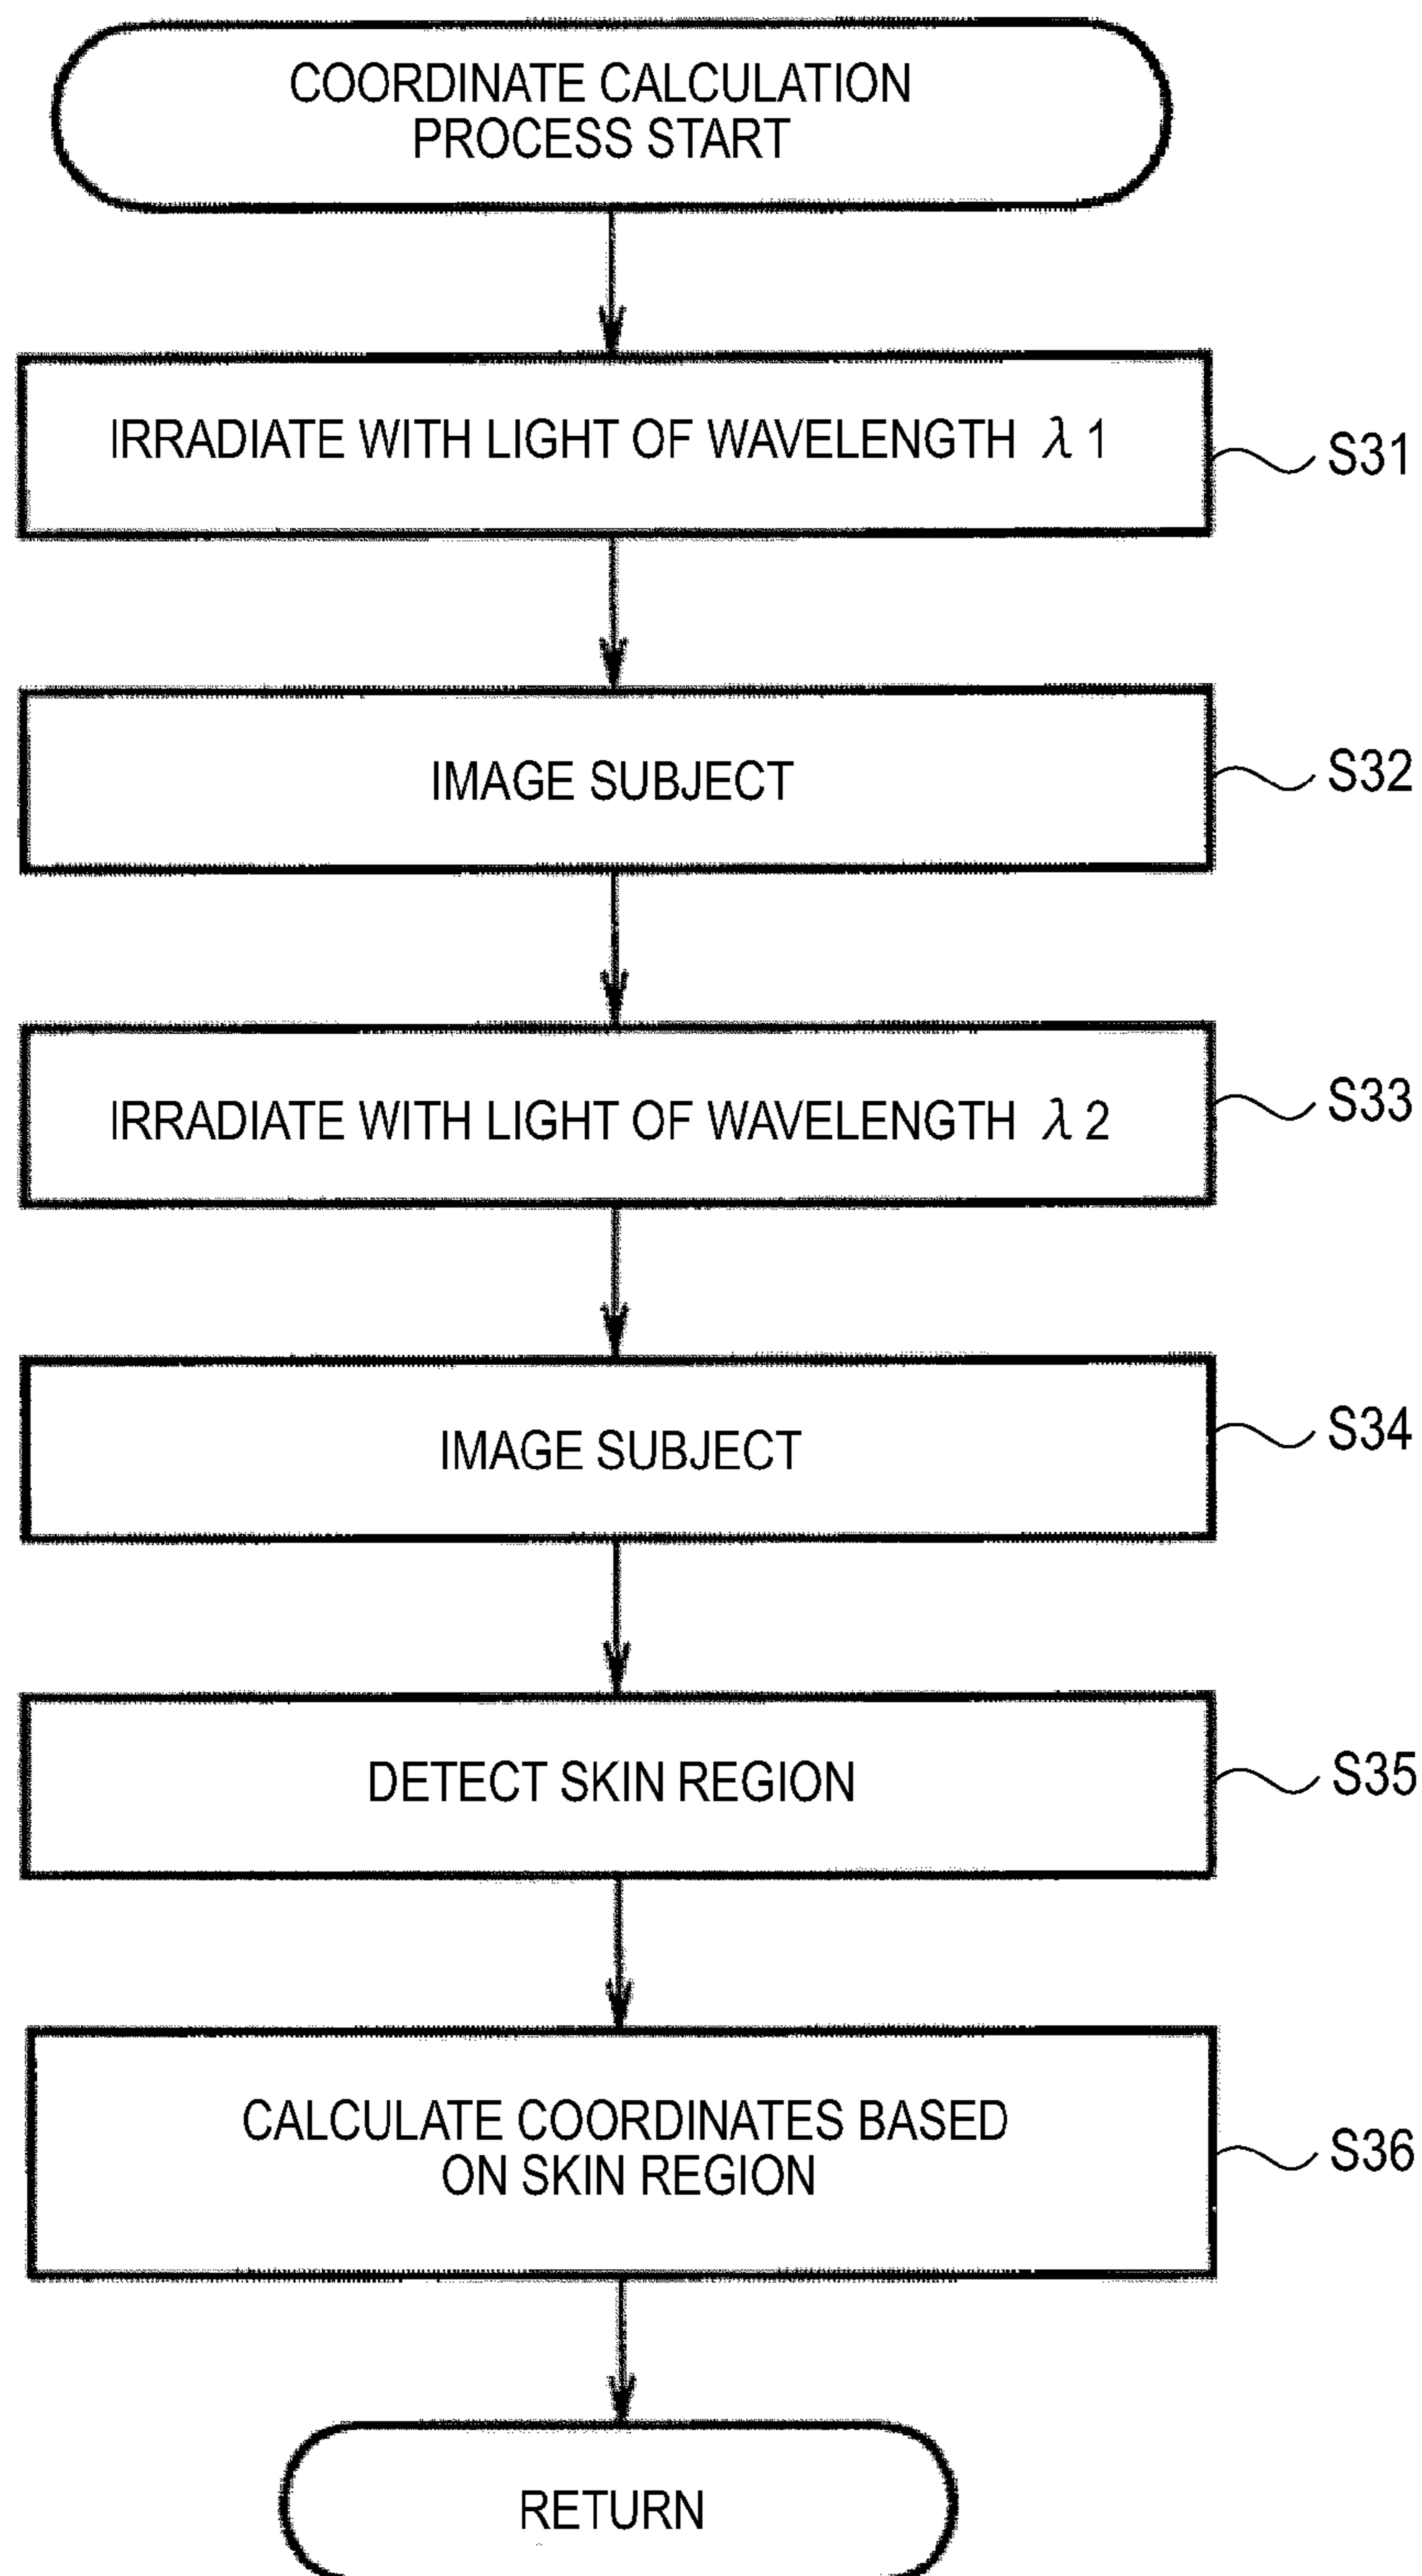 COORDINATE CALCULATION
PROCESS START
IRRADIATE WITH LIGHT OF WAVELENGTH λ1
S31
IMAGE SUBJECT
S32
IRRADIATE WITH LIGHT OF WAVELENGTH λ2
S33
IMAGE SUBJECT
S34
DETECT SKIN REGION
S35
CALCULATE COORDINATES BASED
ON SKIN REGION
S36
RETURN